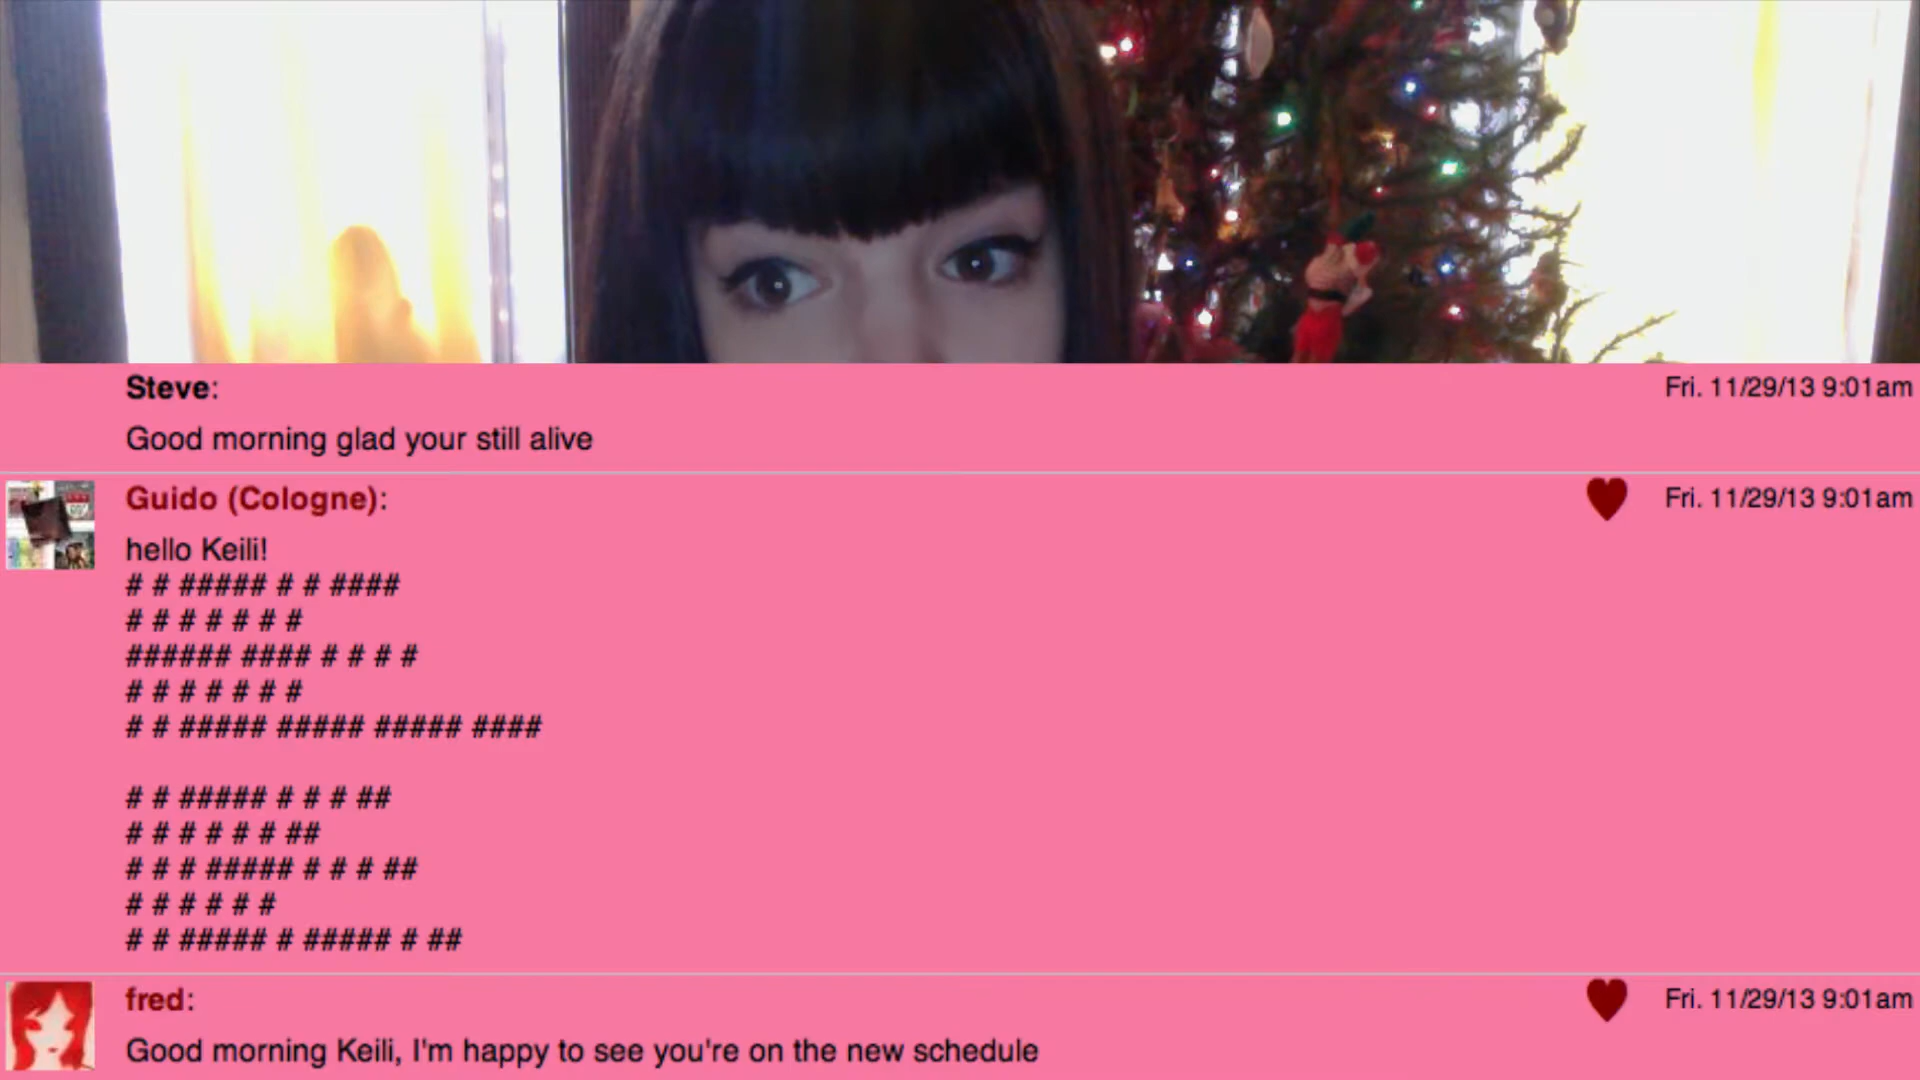 Steve: Fri. 11/29/13 9:01am
Good morning glad your still alive
Guido (Cologne): Fri. 11/29/13 9:01am
hello Keili!
# # ##### # # ####
# # # # # # #
###### #### # # # #
# # # # # # #
# # ##### ##### ##### ####
# # ##### # # # ##
# # # # # # ##
# # # ##### # # # ##
# # # # # #
# # ##### # ##### # ##
fred: Fri. 11/29/13 9:01am
Good morning Keili, I'm happy to see you're on the new schedule